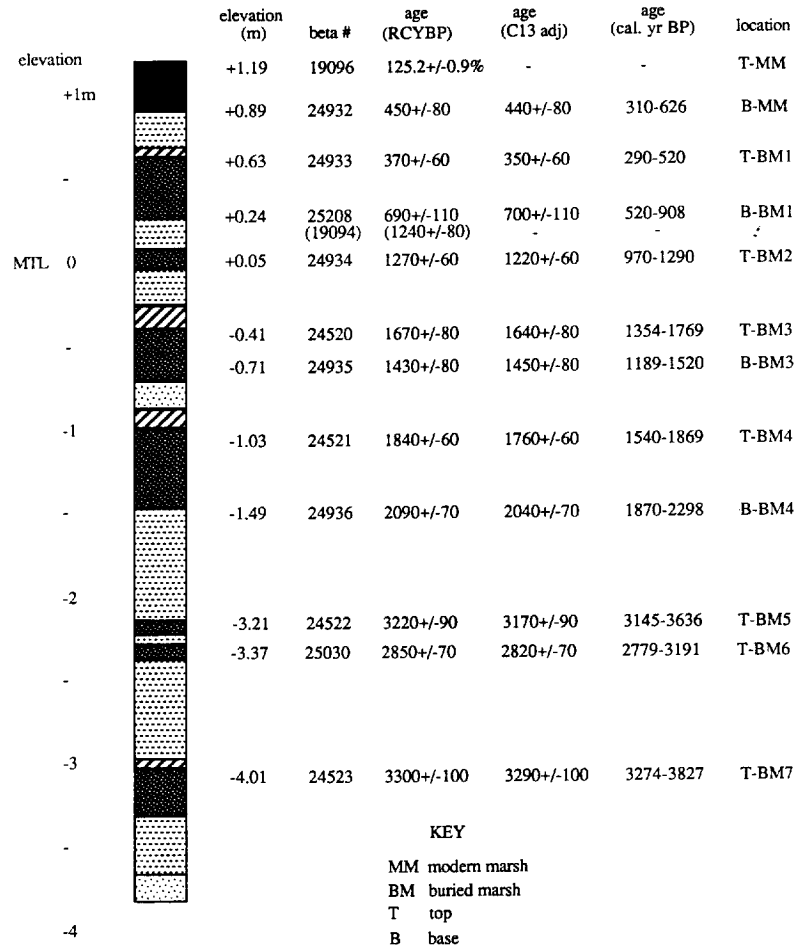 elevation (m) beta # age (RCYBP) age (C13 adj) age (cal. yr BP) location
elevation
+1.19 19096 125.2+/-0.9% - - T-MM
+1m
+0.89 24932 450+/-80 440+/-80 310-626 B-MM
+0.63 24933 370+/-60 350+/-60 290-520 T-BM1
-
+0.24 25208 690+/-110 700+/-110 520-908 B-BM1
(19094) (1240+/-80) - -
MTL 0 +0.05 24934 1270+/-60 1220+/-60 970-1290 T-BM2
-0.41 24520 1670+/-80 1640+/-80 1354-1769 T-BM3
-
-0.71 24935 1430+/-80 1450+/-80 1189-1520 B-BM3
-1
-1.03 24521 1840+/-60 1760+/-60 1540-1869 T-BM4
-
-1.49 24936 2090+/-70 2040+/-70 1870-2298 B-BM4
-2
-3.21 24522 3220+/-90 3170+/-90 3145-3636 T-BM5
-3.37 25030 2850+/-70 2820+/-70 2779-3191 T-BM6
-
-3
-4.01 24523 3300+/-100 3290+/-100 3274-3827 T-BM7
KEY
-
MM modern marsh
BM buried marsh
T top
-4
B base